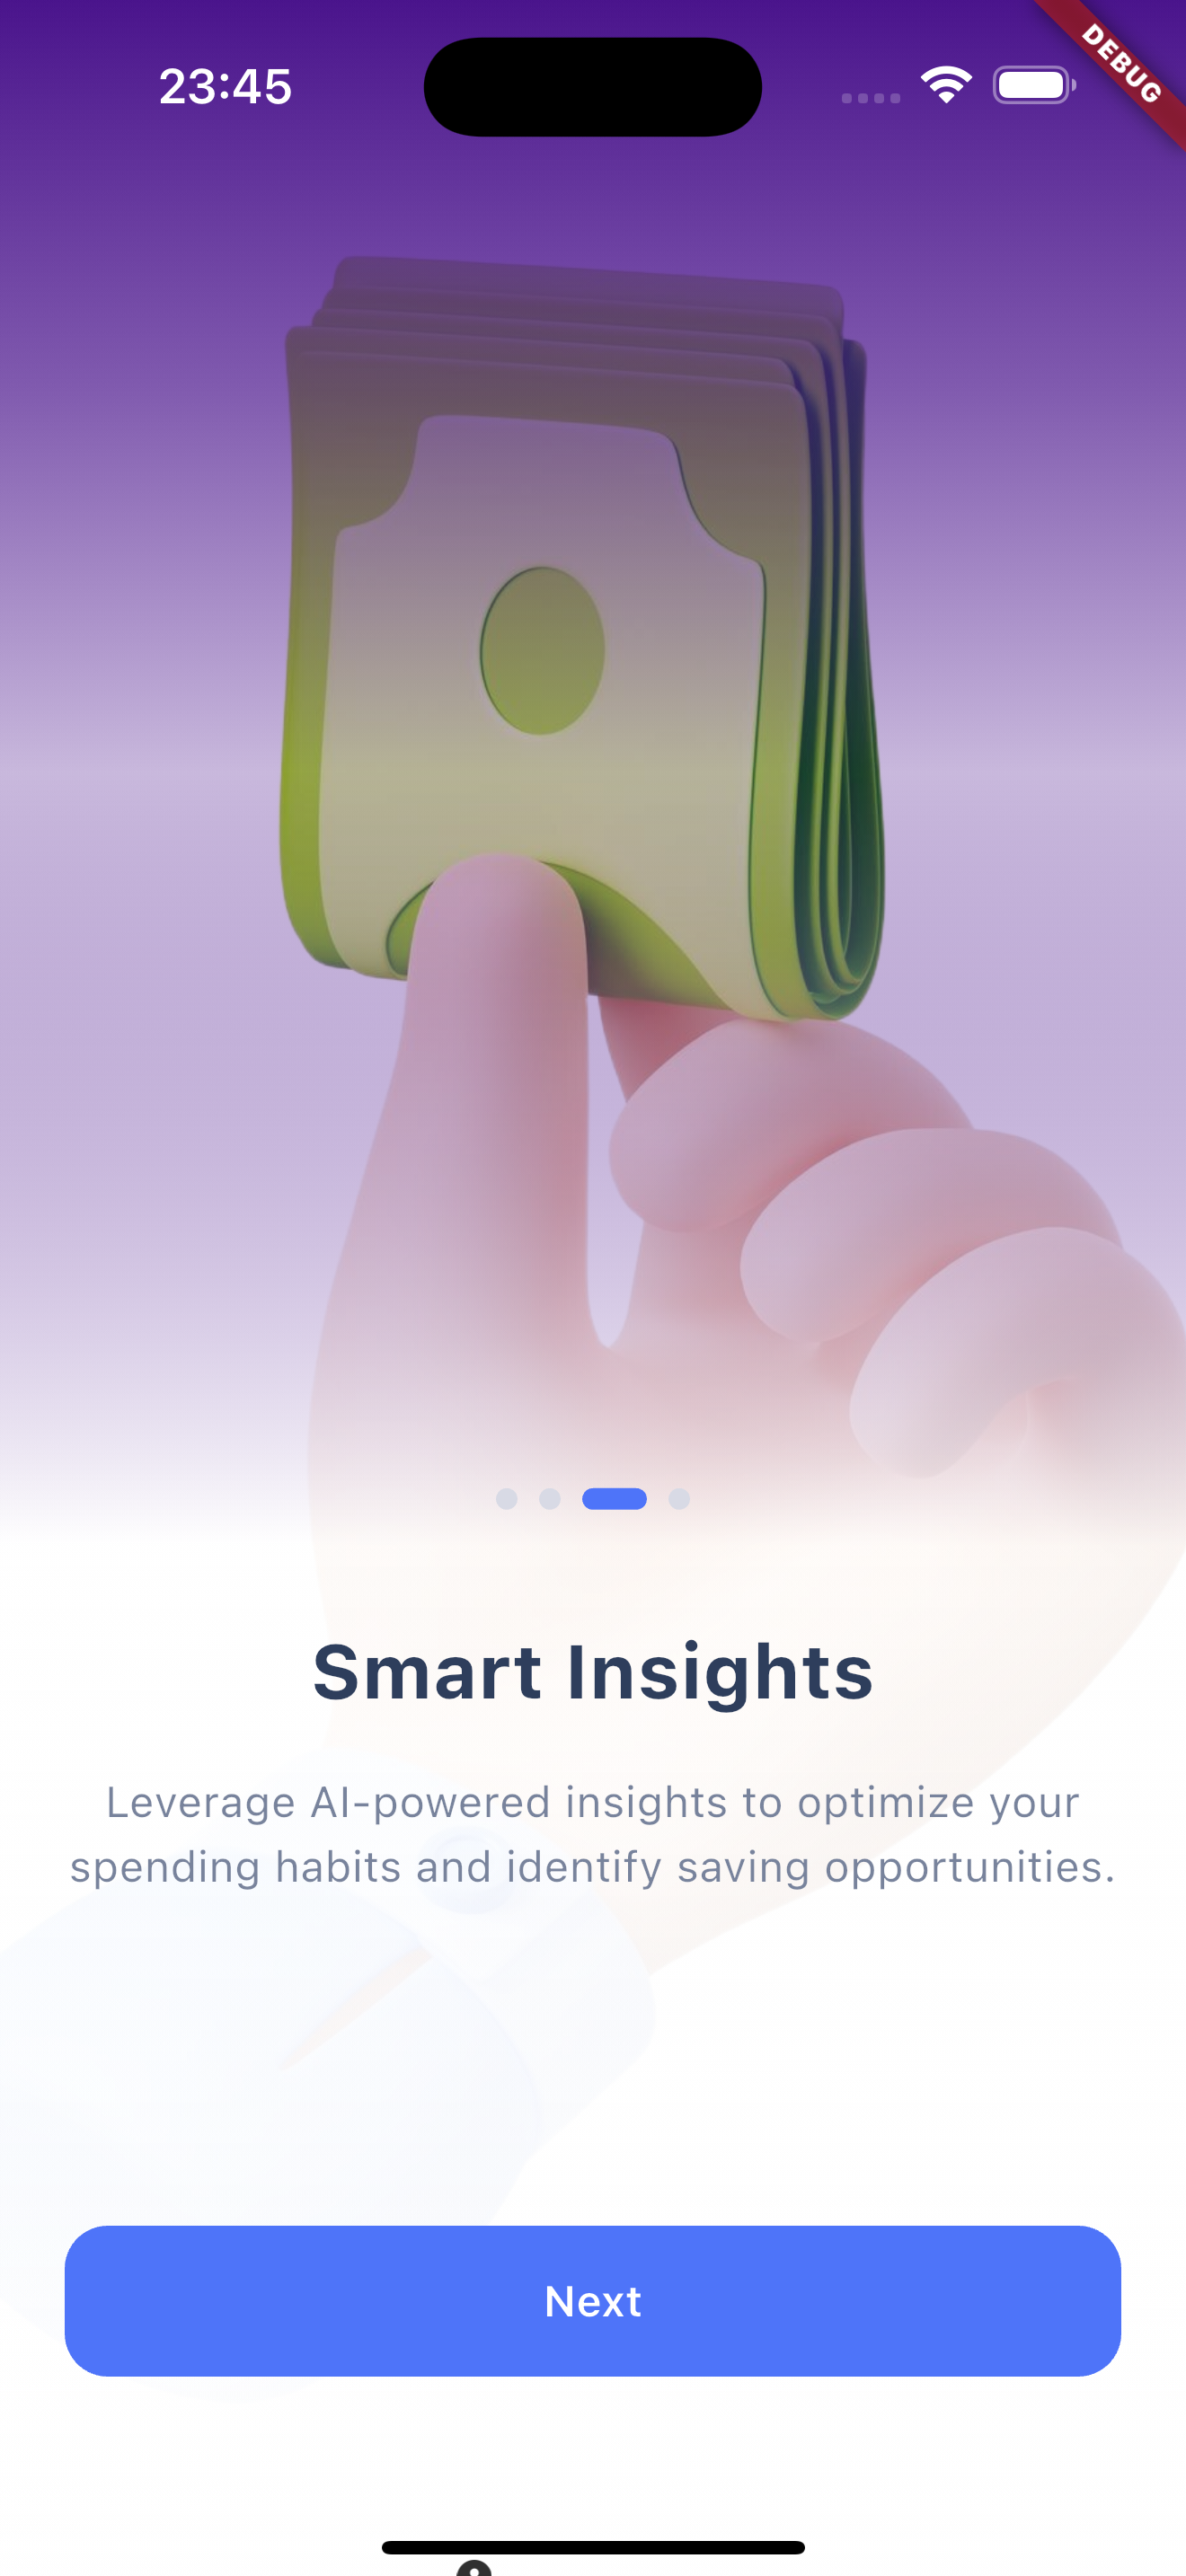 23:45
DEBUG
Smart Insights
Leverage AI-powered insights to optimize your
spending habits and identify saving opportunities.
Next